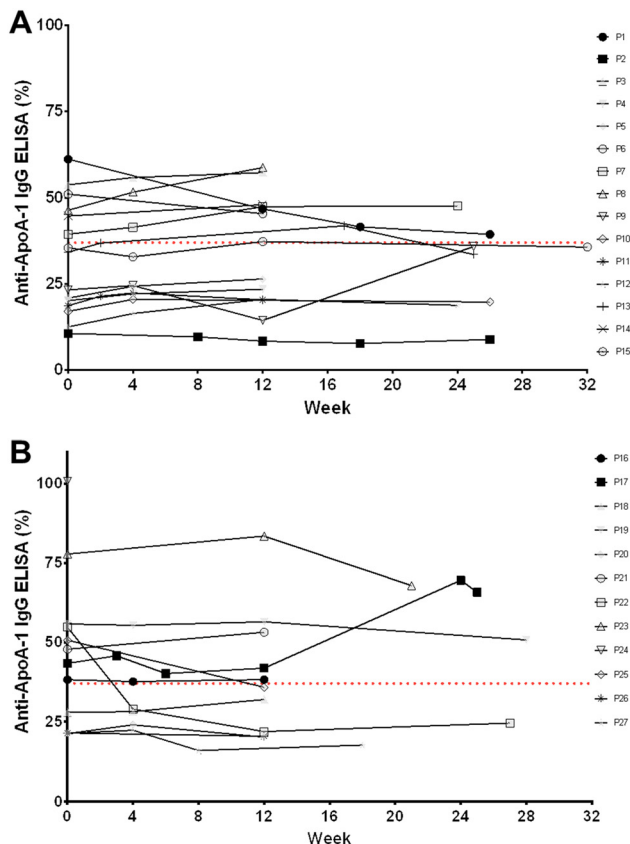 A
Anti-ApoA-1 IgG ELISA (%)
100
75
50
25
0
0 4 8 12 16 20 24 28 32
Week
P1
P2
P3
P4
P5
P6
P7
P8
P9
P10
P11
P12
P13
P14
P15
B
Anti-ApoA-1 IgG ELISA (%)
100
75
50
25
0
0 4 8 12 16 20 24 28 32
Week
P16
P17
P18
P19
P20
P21
P22
P23
P24
P25
P26
P27